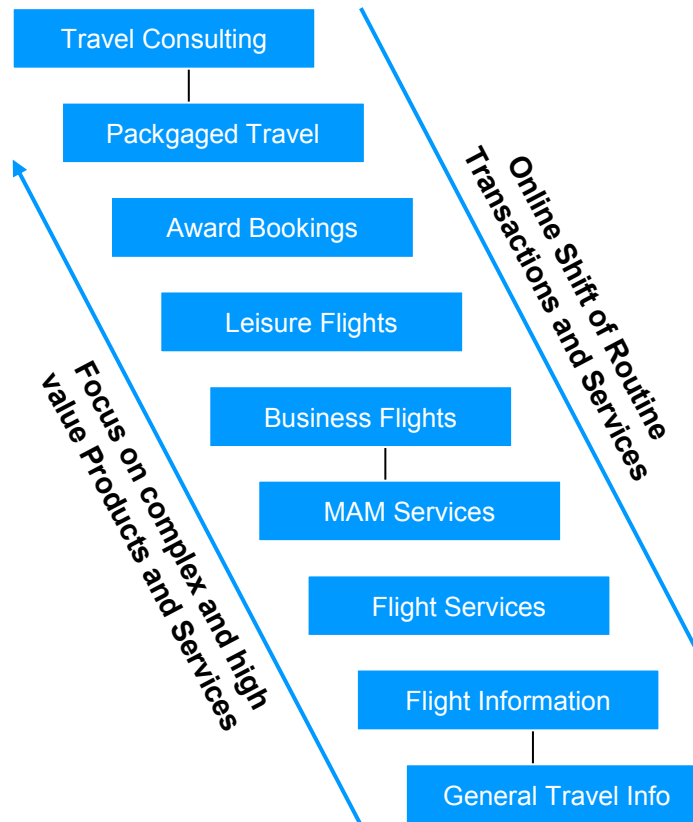 Travel Consulting
Packgaged Travel
Award Bookings
Leisure Flights
Business Flights
MAM Services
Flight Services
Flight Information
General Travel Info
Online Shift of Routine
Transactions and Services
Focus on complex and high
value Products and Services